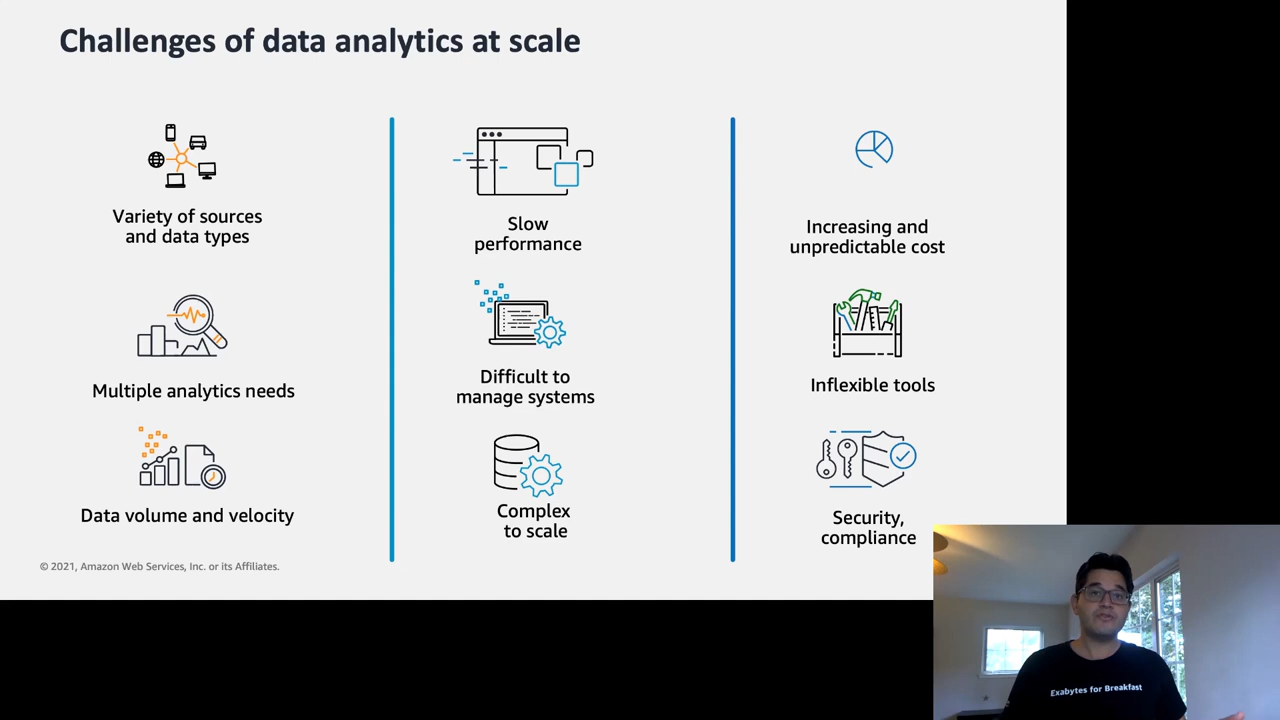 Challenges of data analytics at scale
Variety of sources
and data types
Multiple analytics needs
Data volume and velocity
Slow
performance
Difficult to
manage systems
Complex
to scale
Increasing and
unpredictable cost
Inflexible tools
Security,
compliance
© 2021, Amazon Web Services, Inc. or its Affiliates.
Exabytes for Breakfast